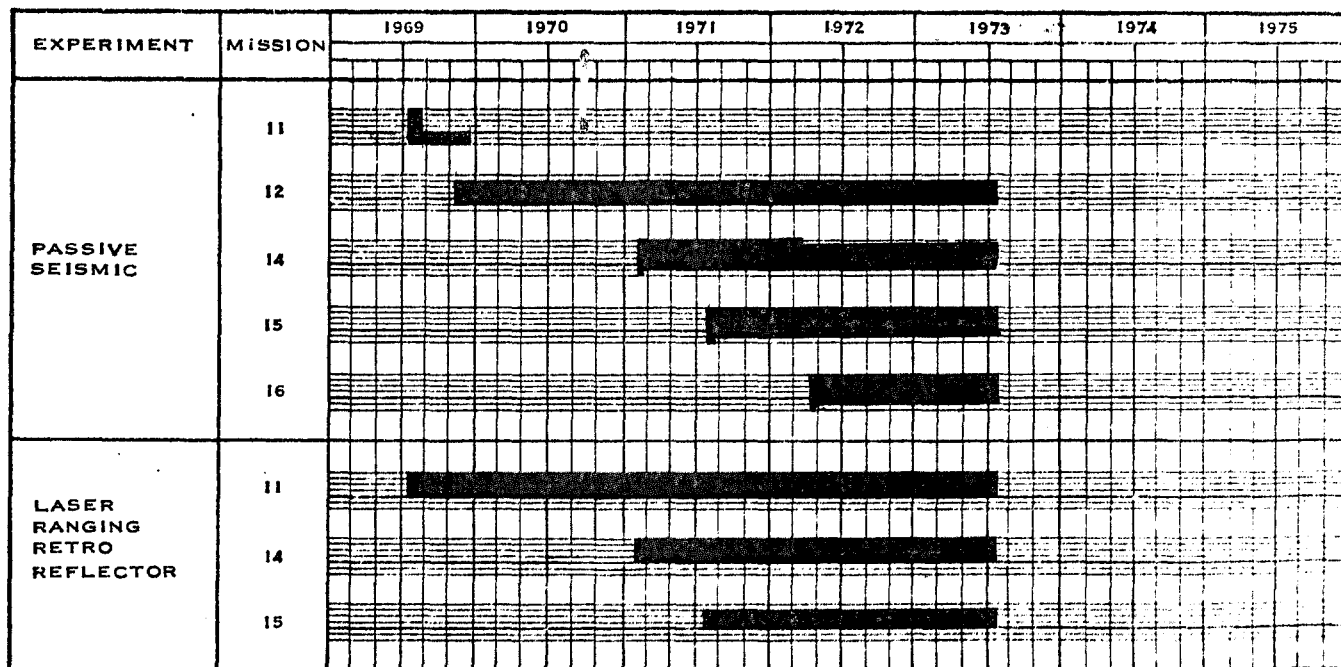 EXPERIMENT MISSION 1969 1970 1971 1972 1973 1974 1975
PASSIVE
SEISMIC
11
12
14
15
16
LASER
RANGING
RETRO
REFLECTOR
11
14
15